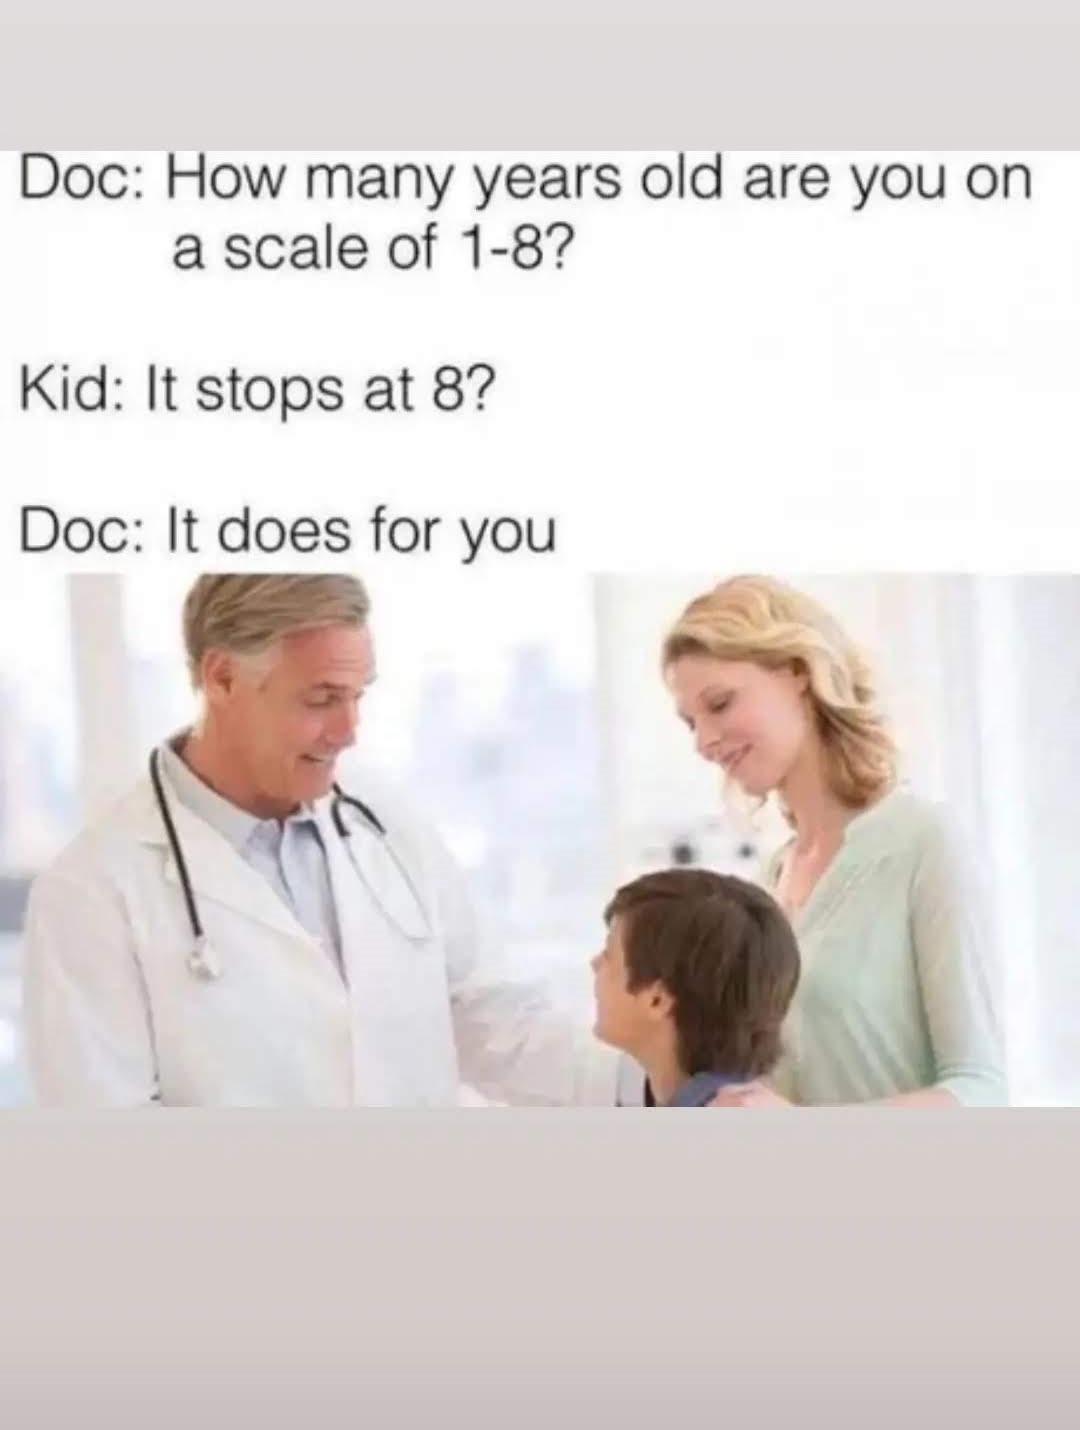 Doc: How many years old are you on
a scale of 1-8?
Kid: It stops at 8?
Doc: It does for you